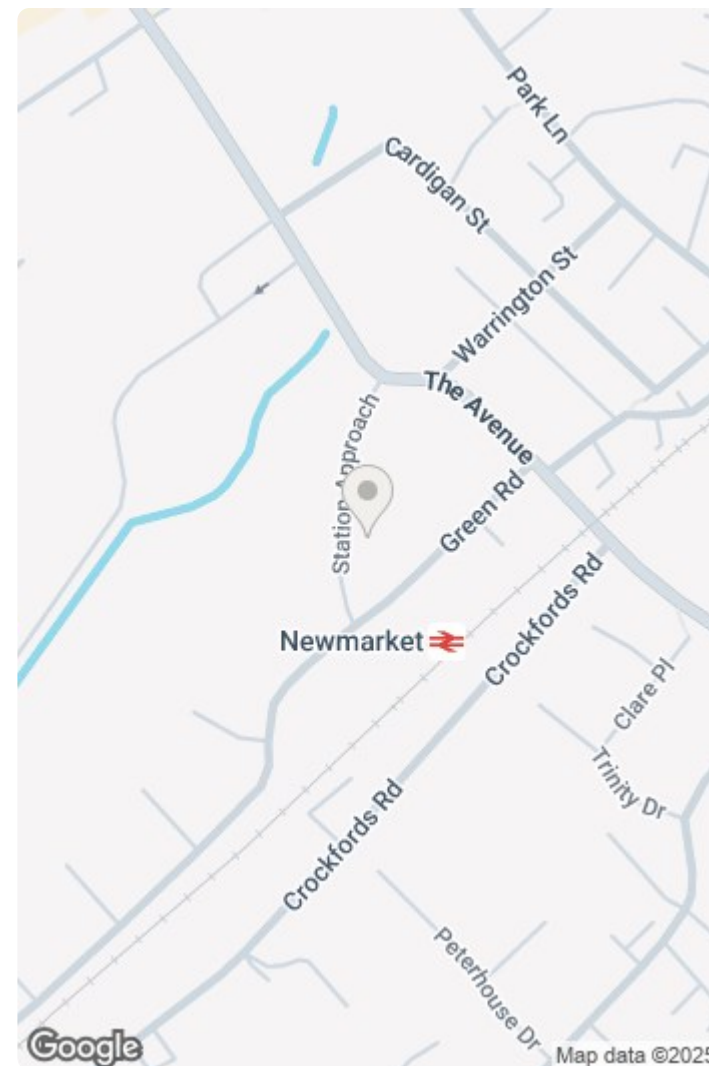 Park Ln
Cardigan St
Warrington St
The Avenue
Station Approach
Green Rd
Newmarket
Crockfords Rd
Clare Pl
Trinity Dr
Crockfords Rd
Peterhouse Dr
Google
Map data ©2025